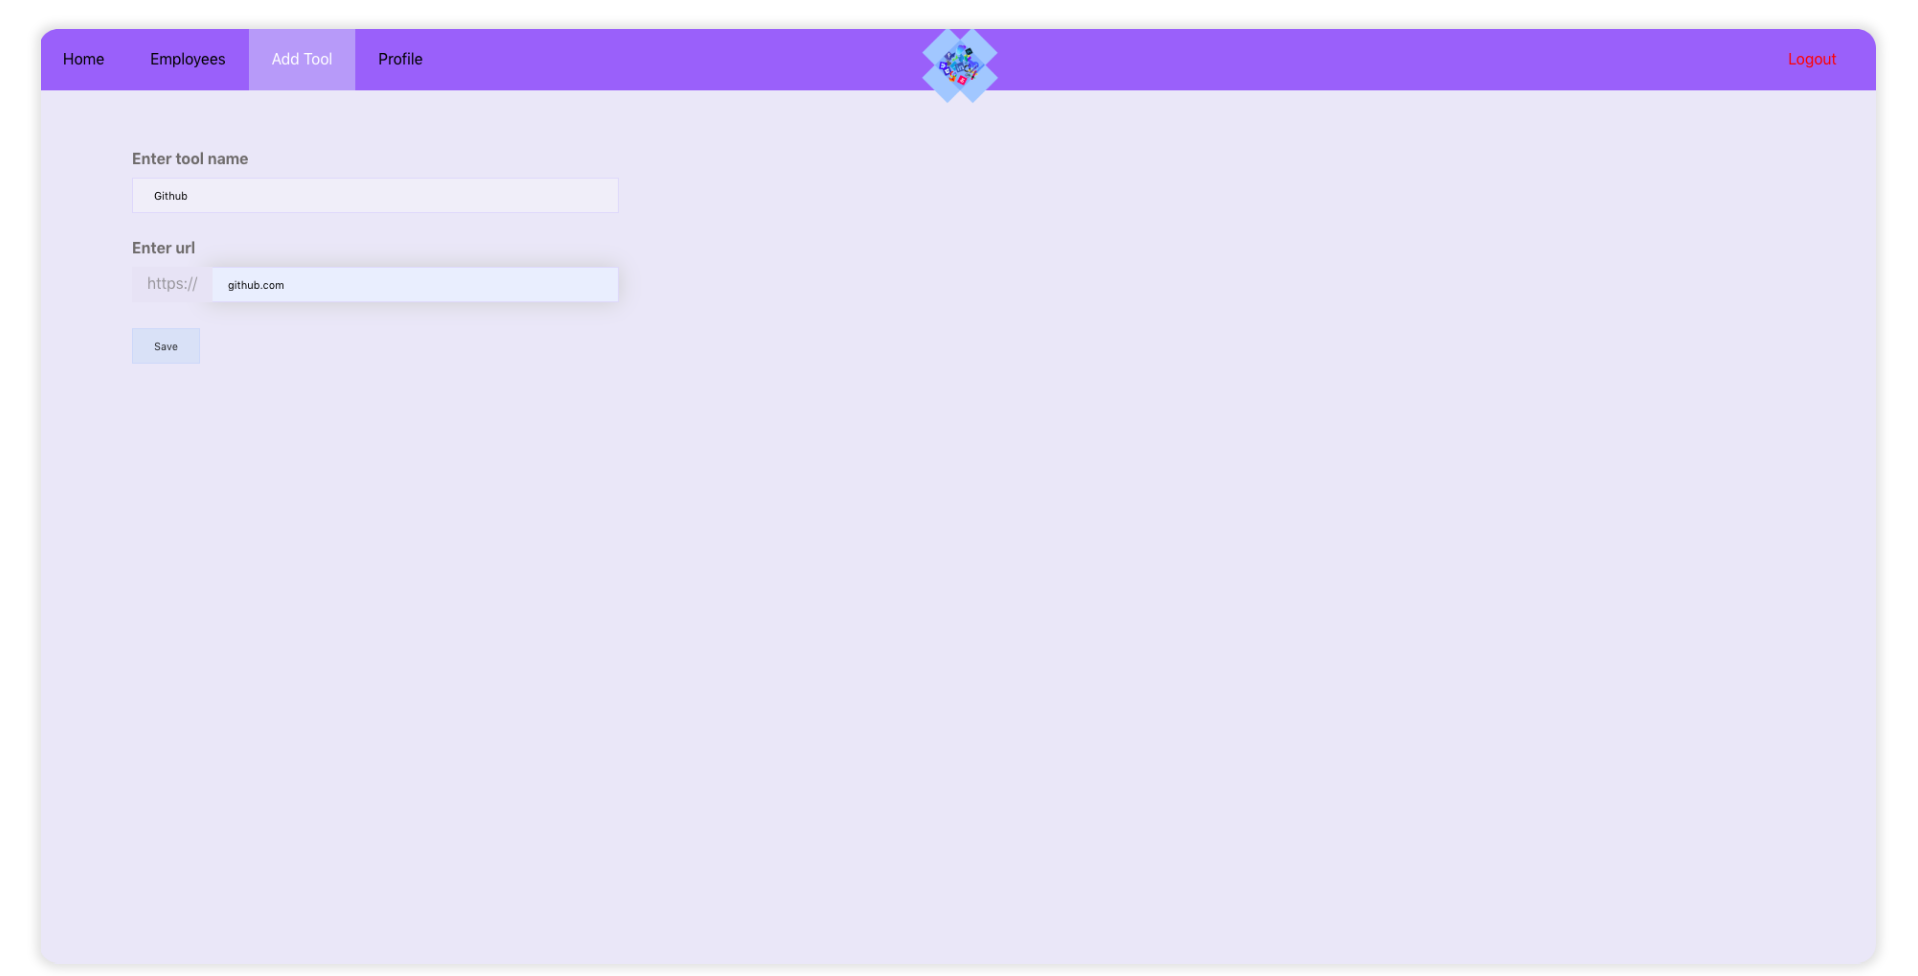 Home Employees Add Tool Profile Logout
Enter tool name
Github
Enter url
https:// github.com
Save